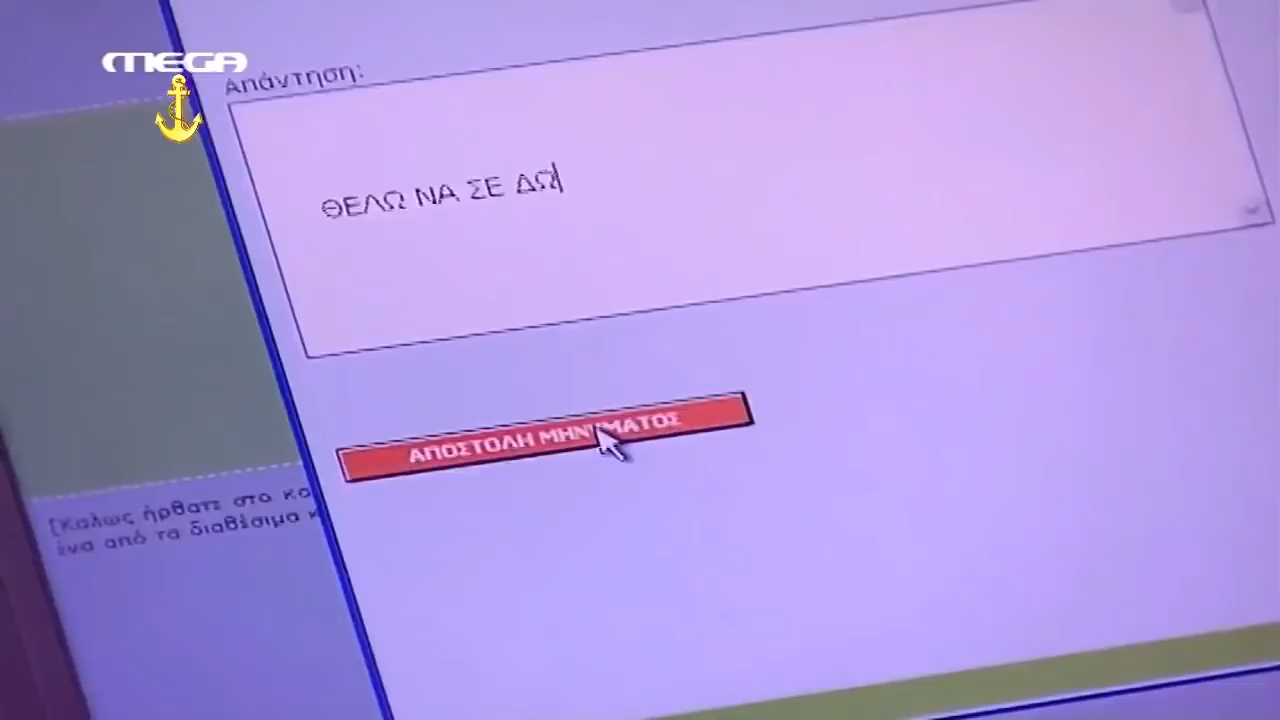 MEGA
Απάντηση:
ΘΕΛΩ ΝΑ ΣΕ ΔΩ
ΑΠΟΣΤΟΛΗ ΜΗΝΥΜΑΤΟΣ
[Καλως ήρθατε στο
ένα από τα διαθέσιμα